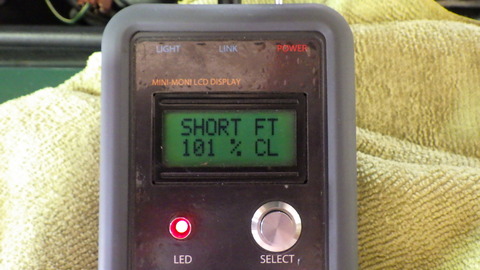 LIGHT LINK POWER
MINI-MONI LCD DISPLAY
SHORT FT
101 % CL
LED SELECT